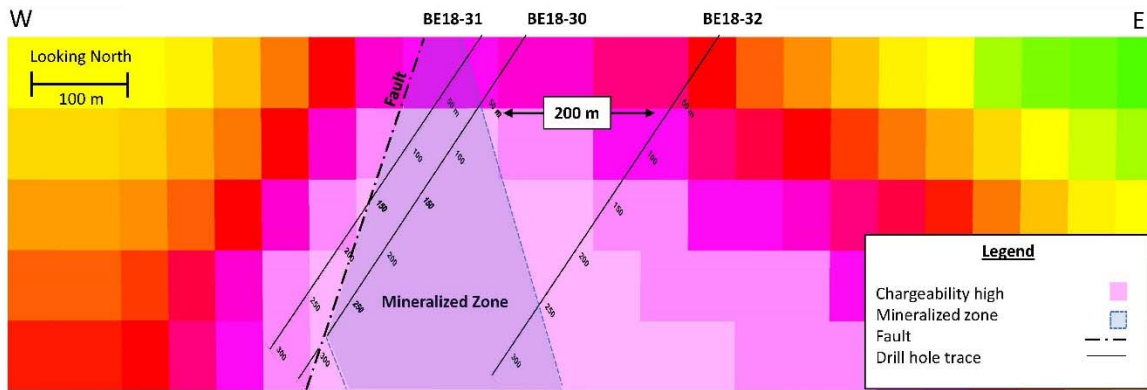 W
BE18-31
BE18-30
BE18-32
E
Looking North
100 m
Fault
200 m
50 m
100
150
200
250
300
50 m
100
150
200
250
300
50 m
100
150
200
250
300
Mineralized Zone
Legend
Chargeability high
Mineralized zone
Fault
Drill hole trace